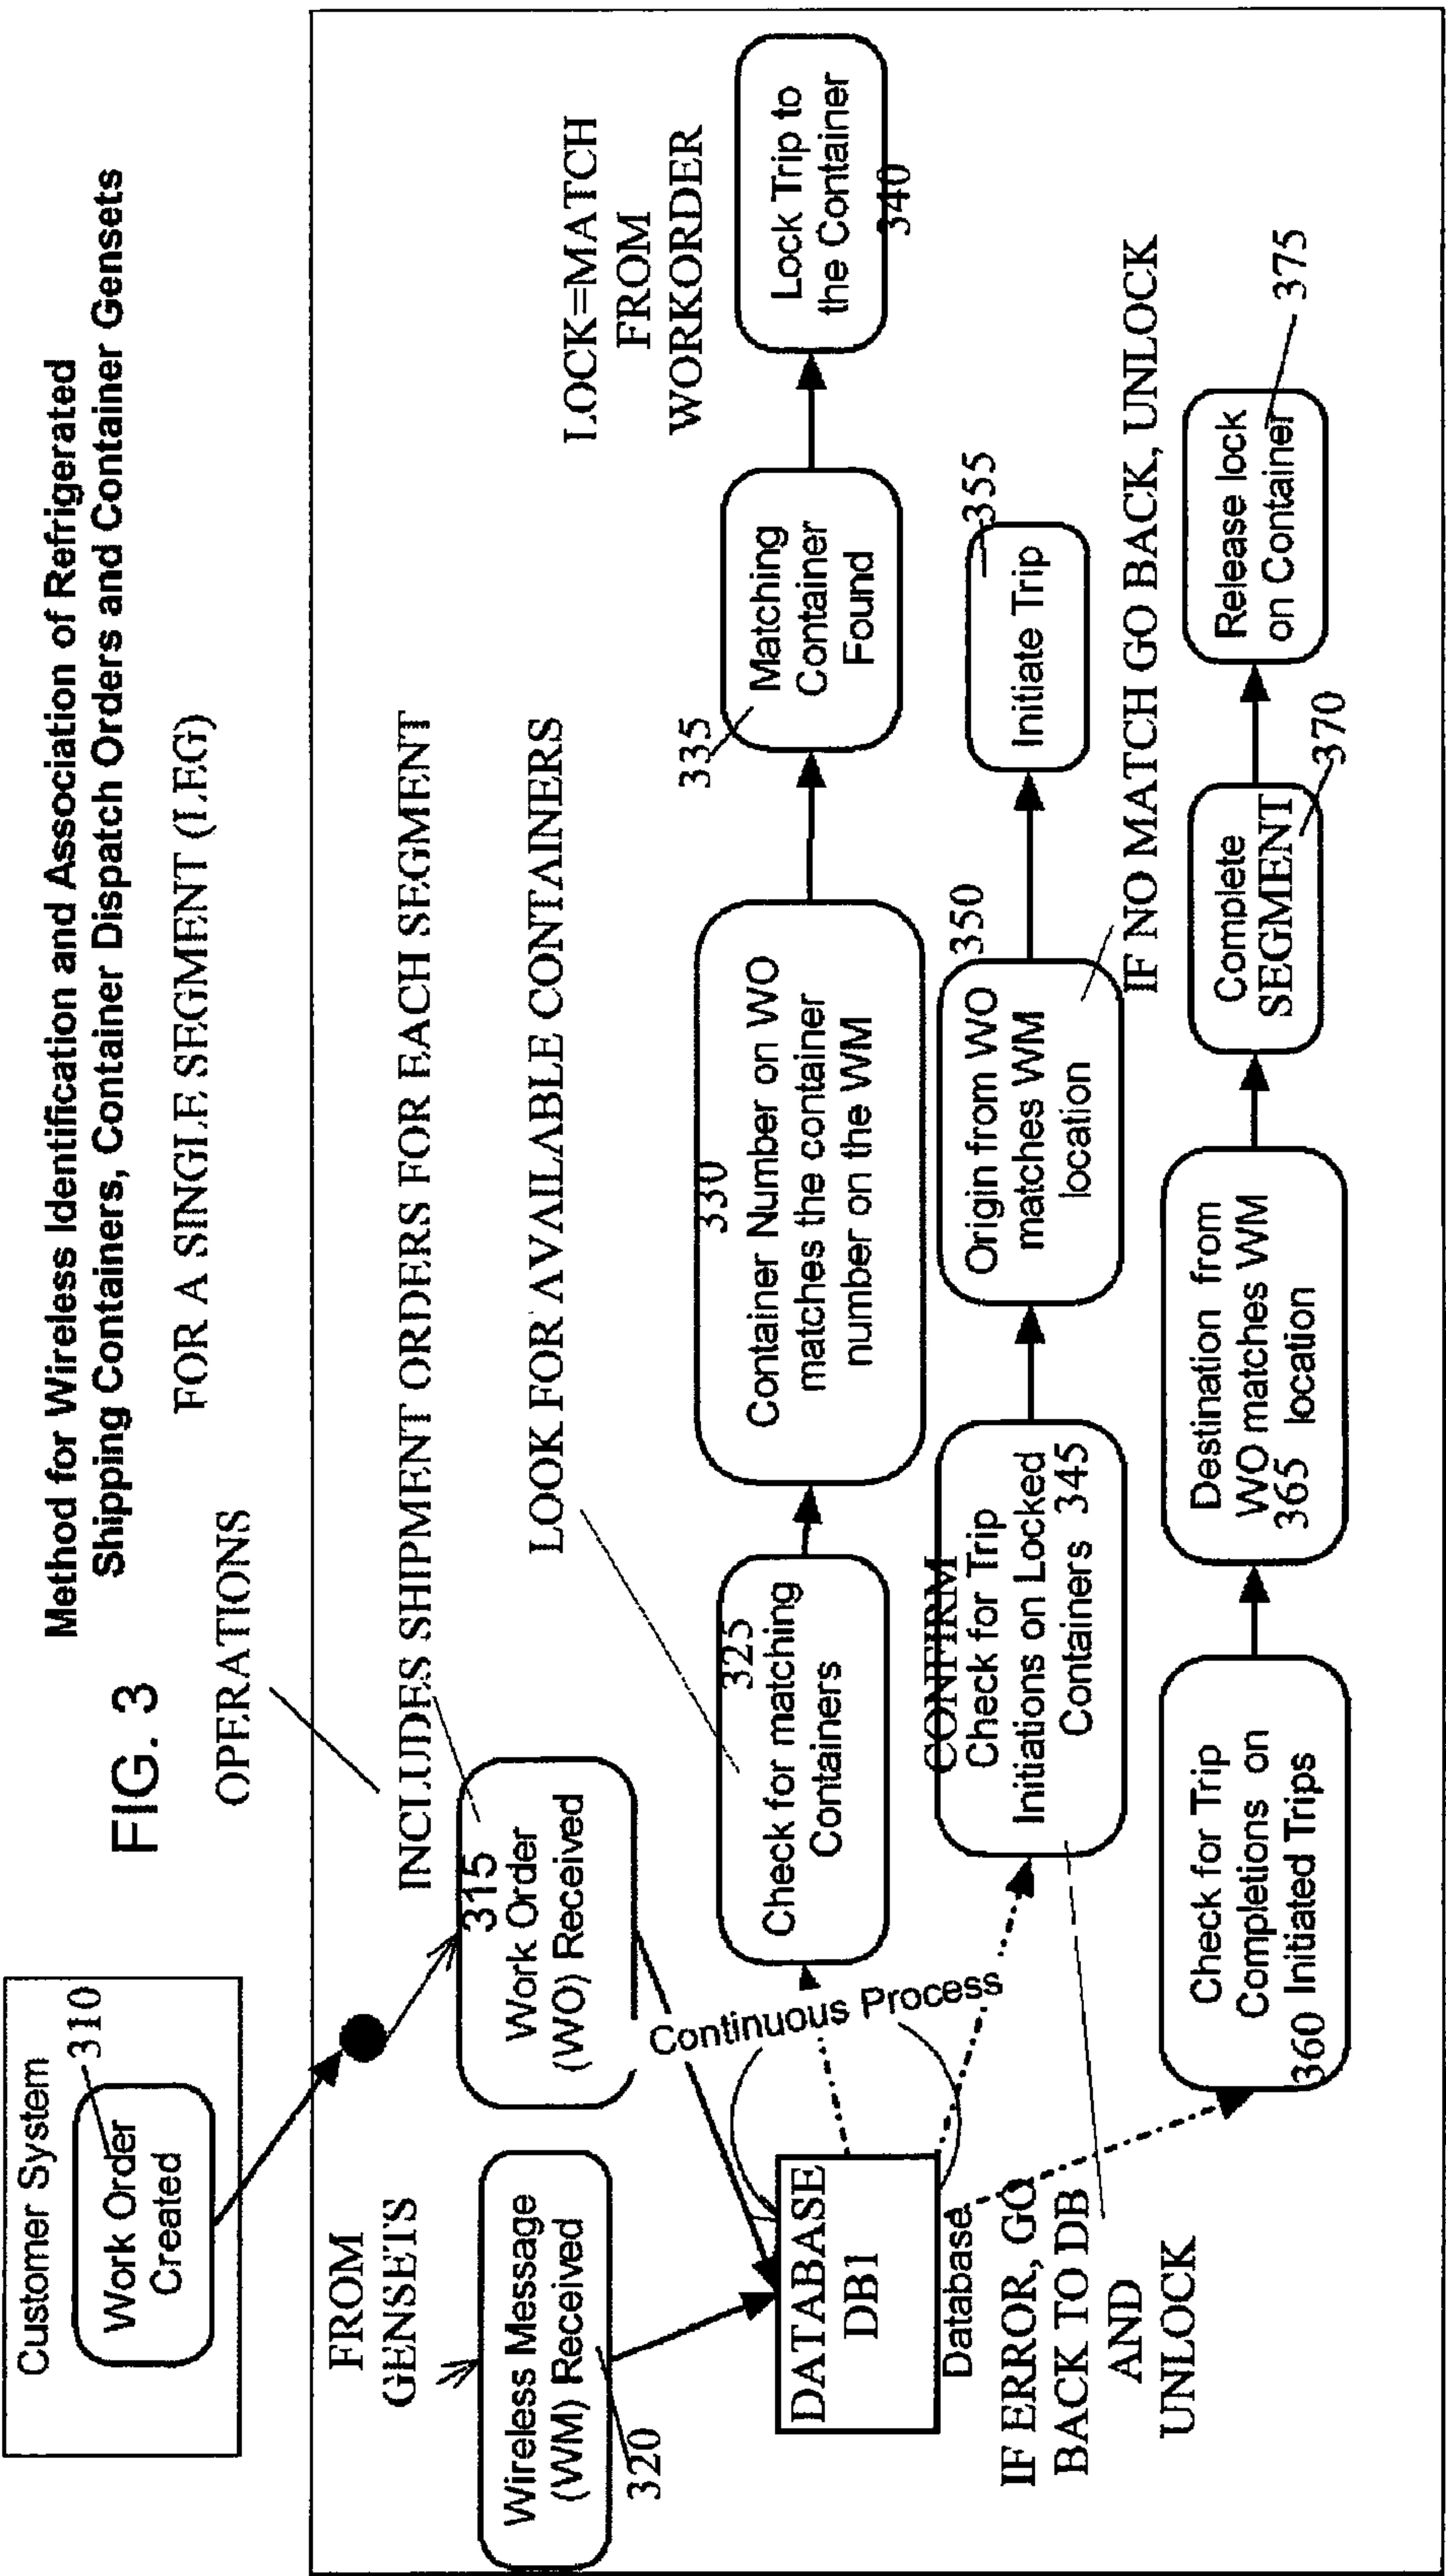 FIG. 3
Method for Wireless Identification and Association of Refrigerated
Shipping Containers, Container Dispatch Orders and Container Gensets
FOR A SINGLE SEGMENT (LEG)
Customer System
310
Work Order
Created
OPERATIONS
FROM
GENSETS
INCLUDES SHIPMENT ORDERS FOR EACH SEGMENT
315
Work Order
(WO) Received
Wireless Message
(WM) Received
320
LOOK FOR AVAILABLE CONTAINERS
Continuous Process
DATABASE
DB1
Database
325
Check for matching
Containers
330
Container Number on WO
matches the container
number on the WM
335
Matching
Container
Found
LOCK=MATCH
FROM
WORKORDER
Lock Trip to
the Container
340
CONFIRM
Check for Trip
Initiations on Locked
Containers 345
350
Origin from WO
matches WM
location
355
Initiate Trip
IF NO MATCH GO BACK, UNLOCK
IF ERROR, GO
BACK TO DB
AND
UNLOCK
Check for Trip
Completions on
360 Initiated Trips
Destination from
WO matches WM
365 location
Complete
SEGMENT
370
Release lock
on Container
375